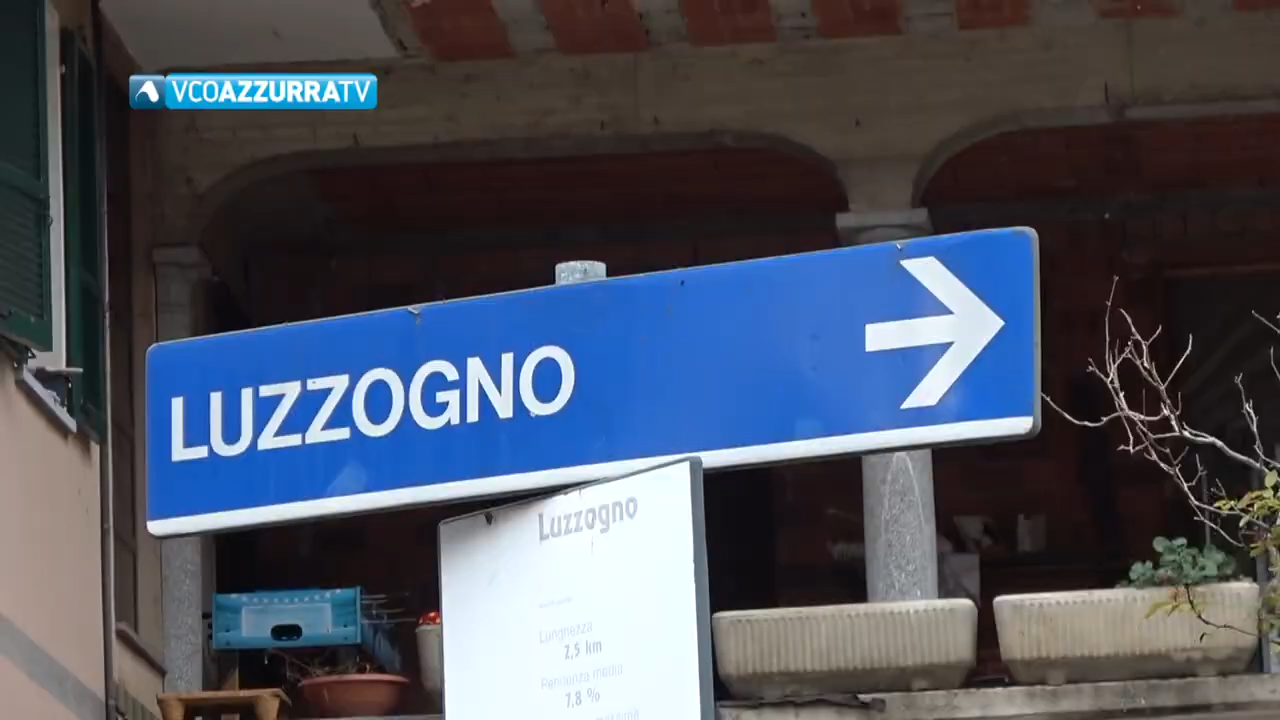 VCOAZZURRATV
LUZZOGNO
Luzzogno
Lunghezza
2,5 km
Pendenza media
7,8 %